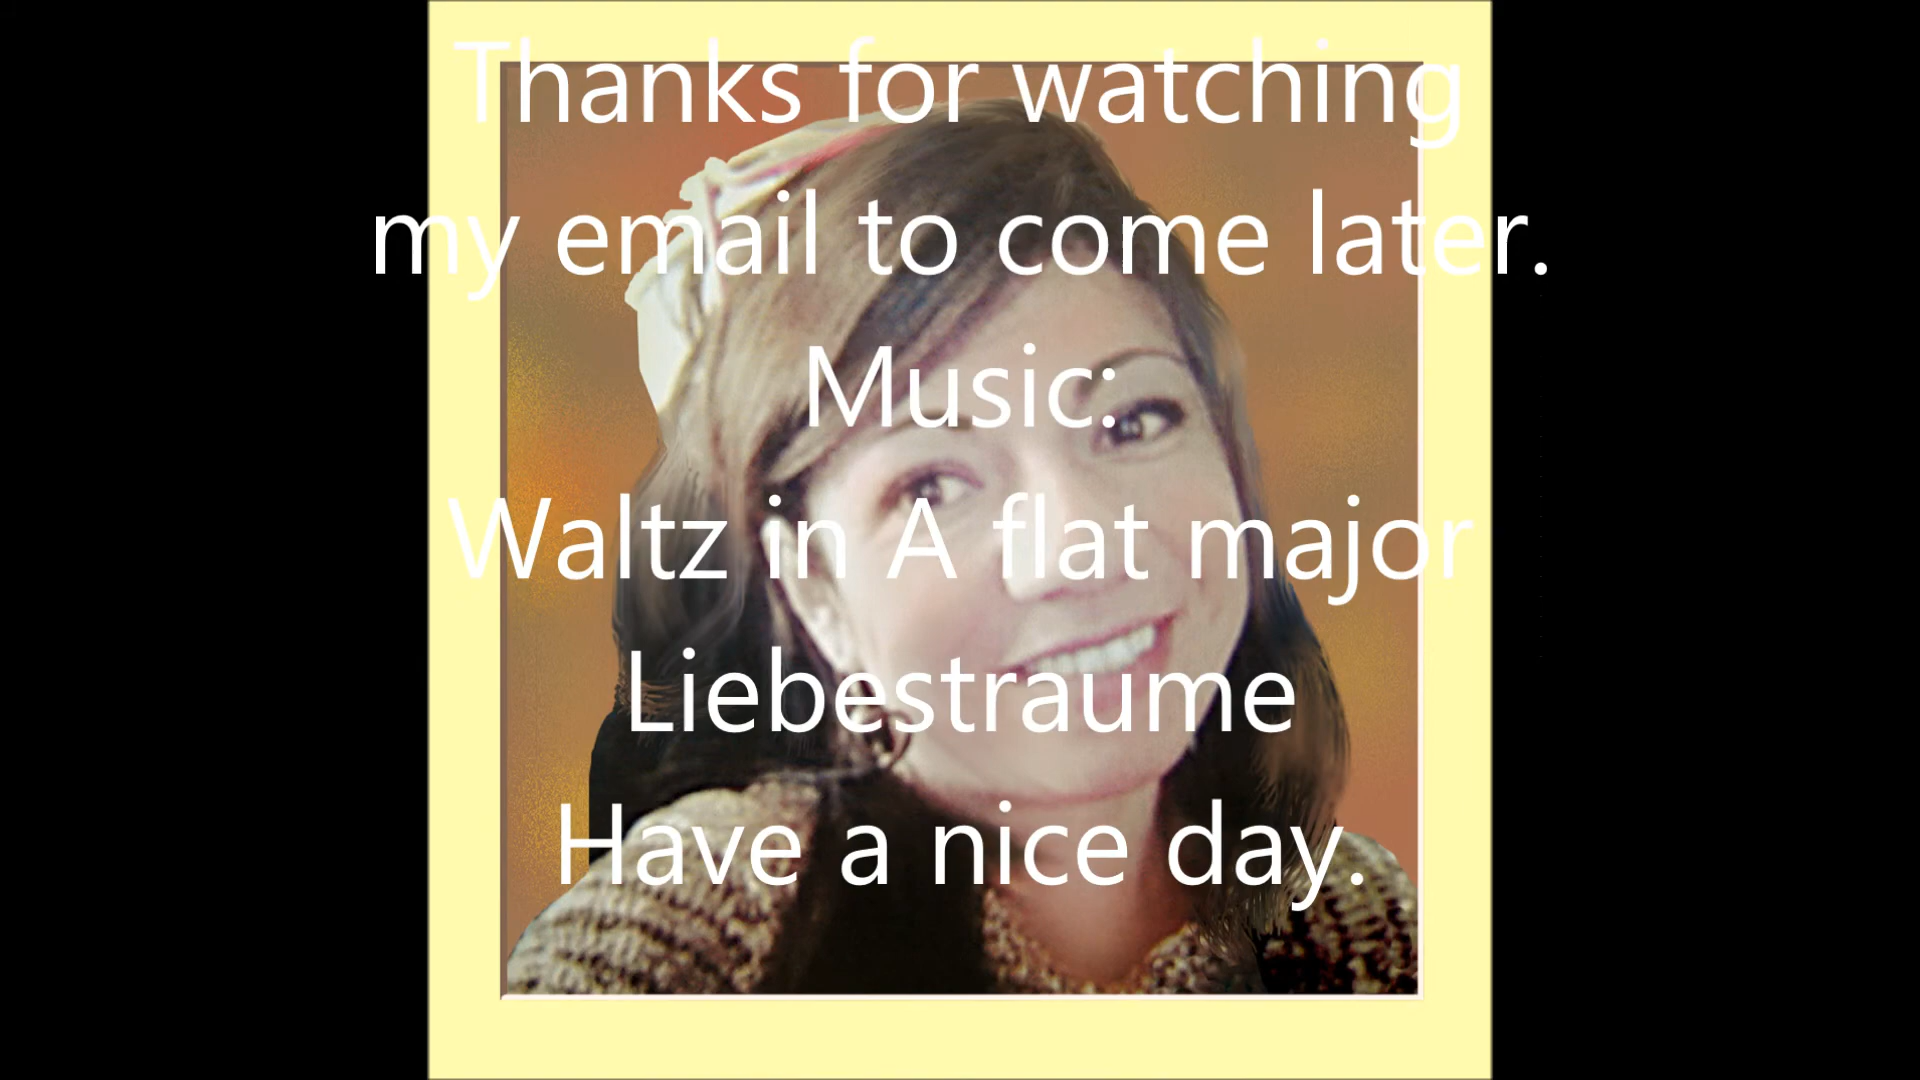 Thanks for watching
my email to come later.
Music:
Waltz in A flat major
Liebestraume
Have a nice day.